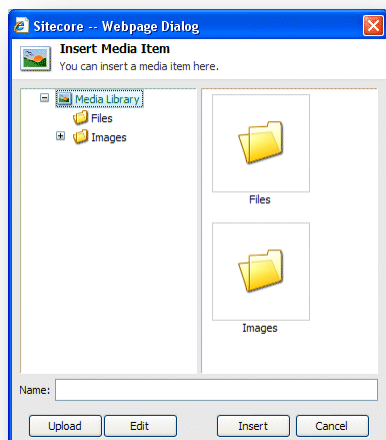 Sitecore -- Webpage Dialog
Insert Media Item
You can insert a media item here.
Media Library
Files
Images
Files
Images
Name:
Upload Edit Insert Cancel